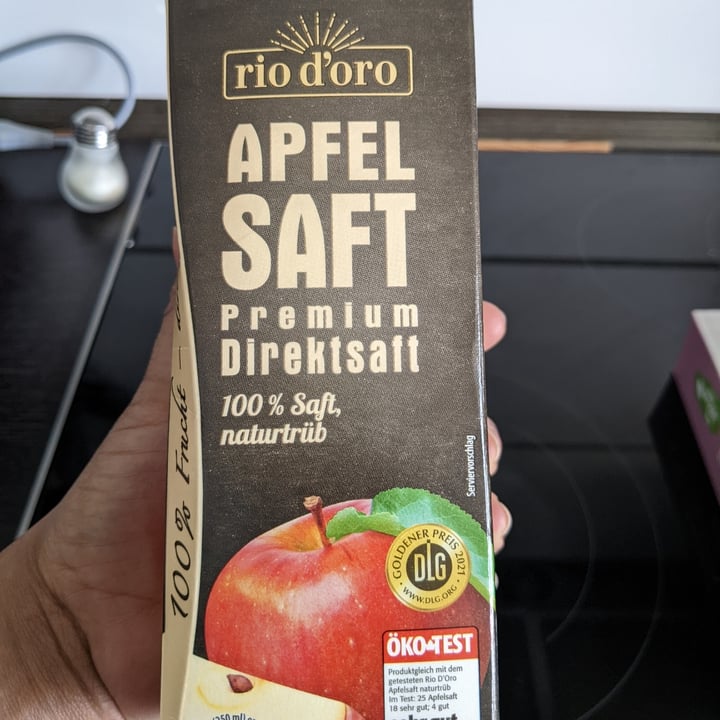 rio d'oro
APFEL
SAFT
Premium
Direktsaft
100 % Saft,
naturtrüb
100% Frucht –
Serviervorschlag
GOLDENER PREIS 2021
DLG
WWW.DLG.ORG
ÖKO-TEST
Produktgleich mit dem
getesteten Rio D'Oro
Apfelsaft naturtrüb
Im Test: 25 Apfelsaft
18 sehr gut; 4 gut
sehr gut